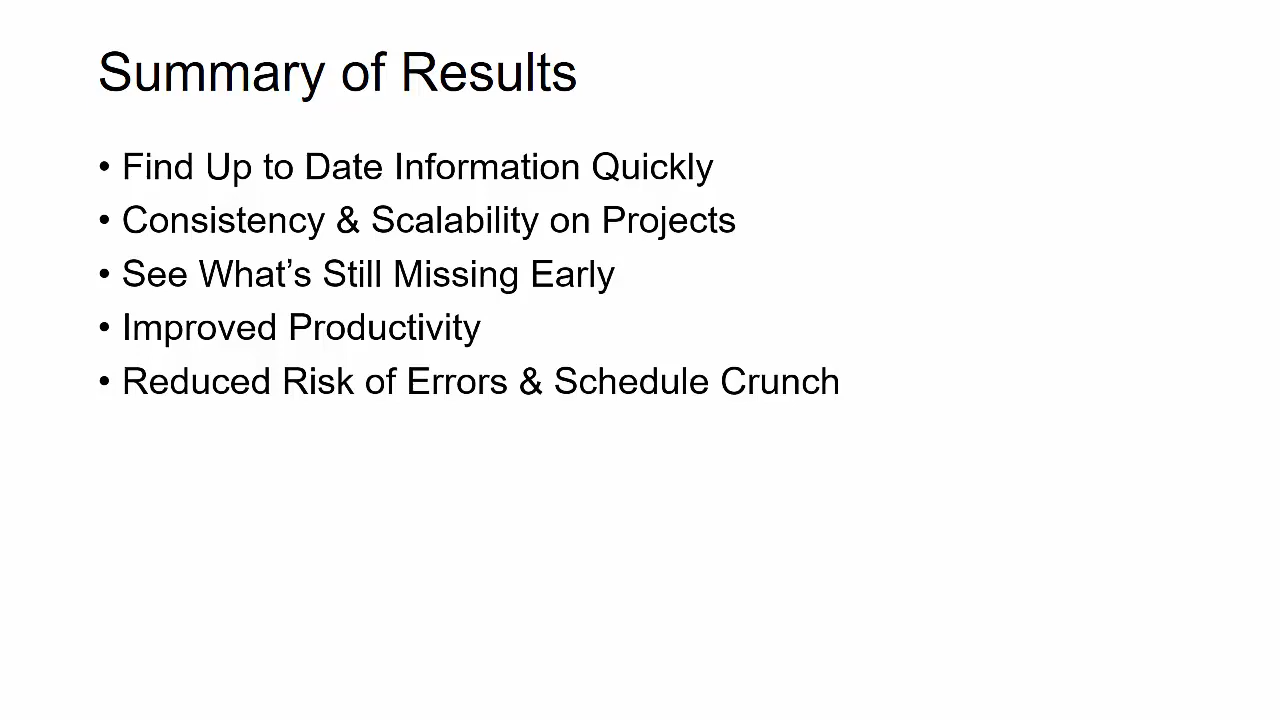 Summary of Results
• Find Up to Date Information Quickly
• Consistency & Scalability on Projects
• See What’s Still Missing Early
• Improved Productivity
• Reduced Risk of Errors & Schedule Crunch